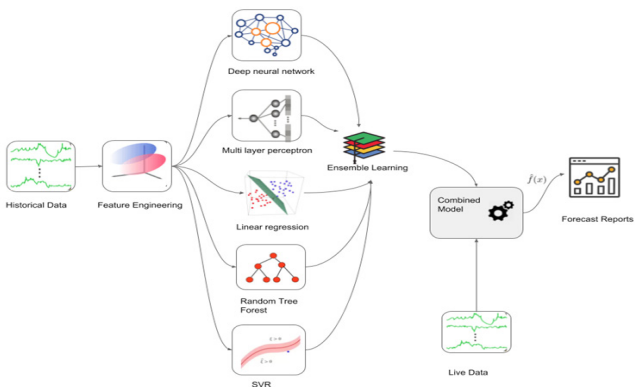 Deep neural network
Multi layer perceptron
Ensemble Learning
Historical Data
Feature Engineering
Linear regression
Combined
Model
f̂(x)
Forecast Reports
Random Tree
Forest
SVR
Live Data